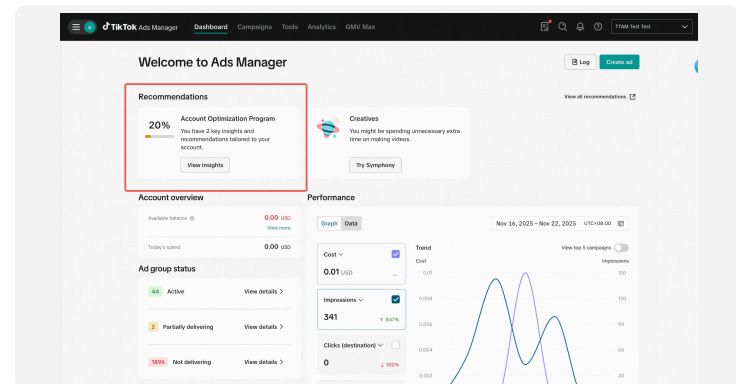 TikTok Ads Manager
Dashboard
Campaigns
Tools
Analytics
GMV Max
TTAM Test Test
Welcome to Ads Manager
Log
Create ad
Recommendations
View all recommendations
20%
Account Optimization Program
You have 2 key insights and
recommendations tailored to your
account.
View insights
Creatives
You might be spending unnecessary extra
time on making videos.
Try Symphony
Account overview
Available balance
0.00 USD
View more
Today's spend
0.00 USD
Ad group status
44 Active
View details >
2 Partially delivering
View details >
1896 Not delivering
View details >
Performance
Graph
Data
Nov 16, 2025 – Nov 22, 2025
UTC+08:00
Cost
0.01 USD
–
Impressions
341
↑ 847%
Clicks (destination)
0
↓ 100%
Trend
View top 5 campaigns
Cost
Impressions
0.01
150
0.008
120
0.006
90
0.004
60
0.002
30